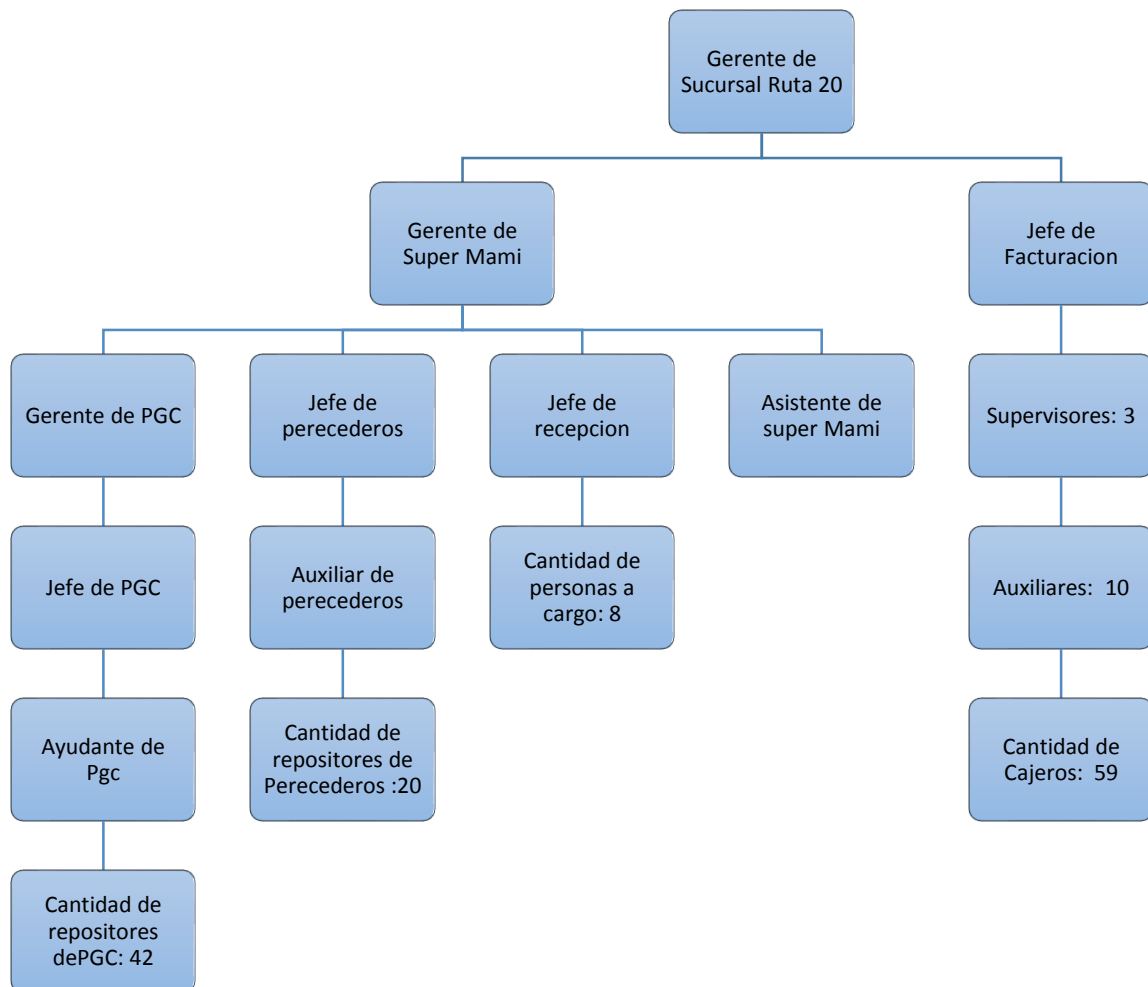 Gerente de
Sucursal Ruta 20
Gerente de
Super Mami
Jefe de
Facturacion
Gerente de PGC
Jefe de
perecederos
Jefe de
recepcion
Asistente de
super Mami
Supervisores: 3
Jefe de PGC
Auxiliar de
perecederos
Cantidad de
personas a
cargo: 8
Auxiliares:  10
Ayudante de
Pgc
Cantidad de
repositores de
Perecederos :20
Cantidad de
Cajeros:  59
Cantidad de
repositores
dePGC: 42